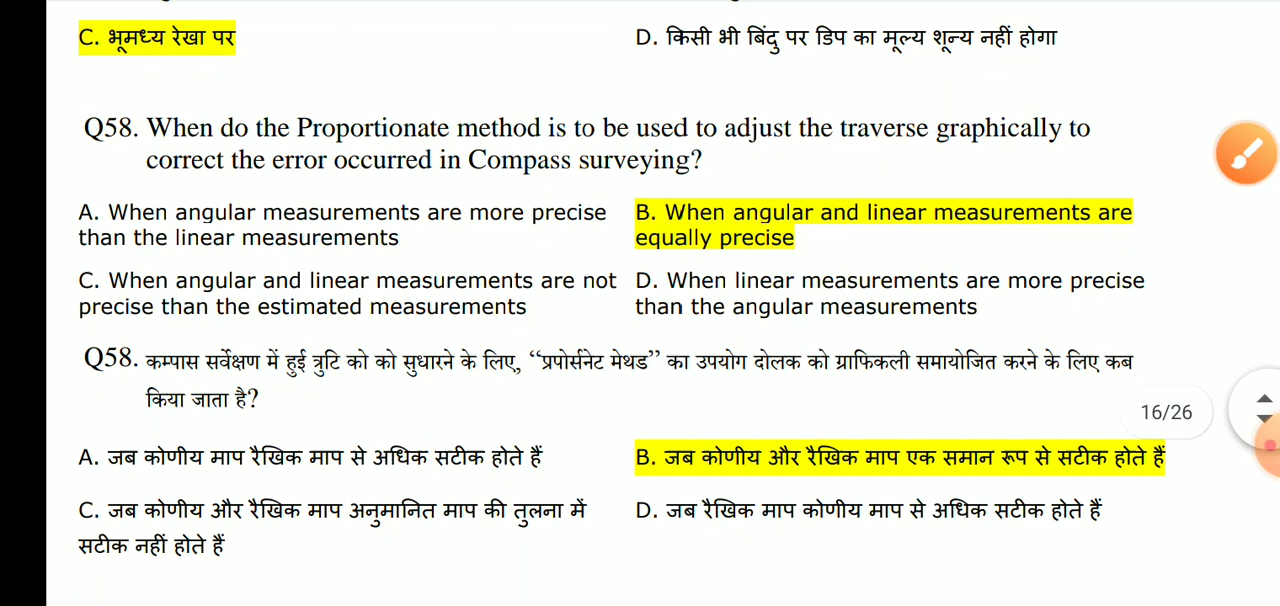 C. भूमध्य रेखा पर
D. किसी भी बिंदु पर डिप का मूल्य शून्य नहीं होगा
Q58. When do the Proportionate method is to be used to adjust the traverse graphically to
correct the error occurred in Compass surveying?
A. When angular measurements are more precise
than the linear measurements
B. When angular and linear measurements are
equally precise
C. When angular and linear measurements are not
precise than the estimated measurements
D. When linear measurements are more precise
than the angular measurements
Q58. कम्पास सर्वेक्षण में हुई त्रुटि को को सुधारने के लिए, “प्रपोर्सनेट मेथड” का उपयोग दोलक को ग्राफिकली समायोजित करने के लिए कब
किया जाता है?
16/26
A. जब कोणीय माप रैखिक माप से अधिक सटीक होते हैं
B. जब कोणीय और रैखिक माप एक समान रूप से सटीक होते हैं
C. जब कोणीय और रैखिक माप अनुमानित माप की तुलना में
सटीक नहीं होते हैं
D. जब रैखिक माप कोणीय माप से अधिक सटीक होते हैं